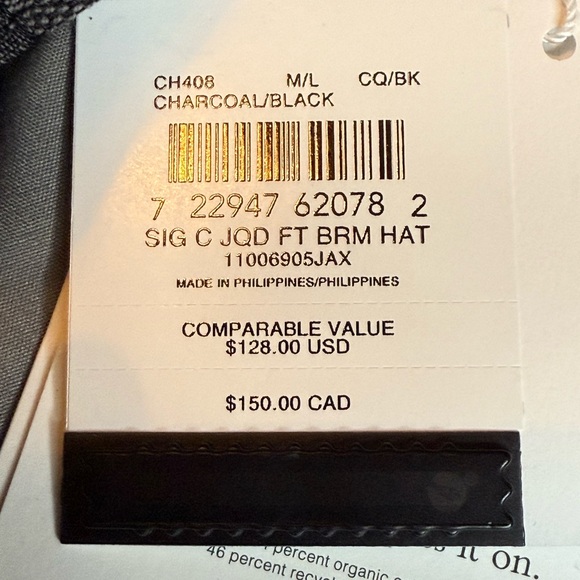 CH408 M/L CQ/BK
CHARCOAL/BLACK
7 22947 62078 2
SIG C JQD FT BRM HAT
11006905JAX
MADE IN PHILIPPINES/PHILIPPINES
COMPARABLE VALUE
$128.00 USD
$150.00 CAD
it on.
percent organic
46 percent